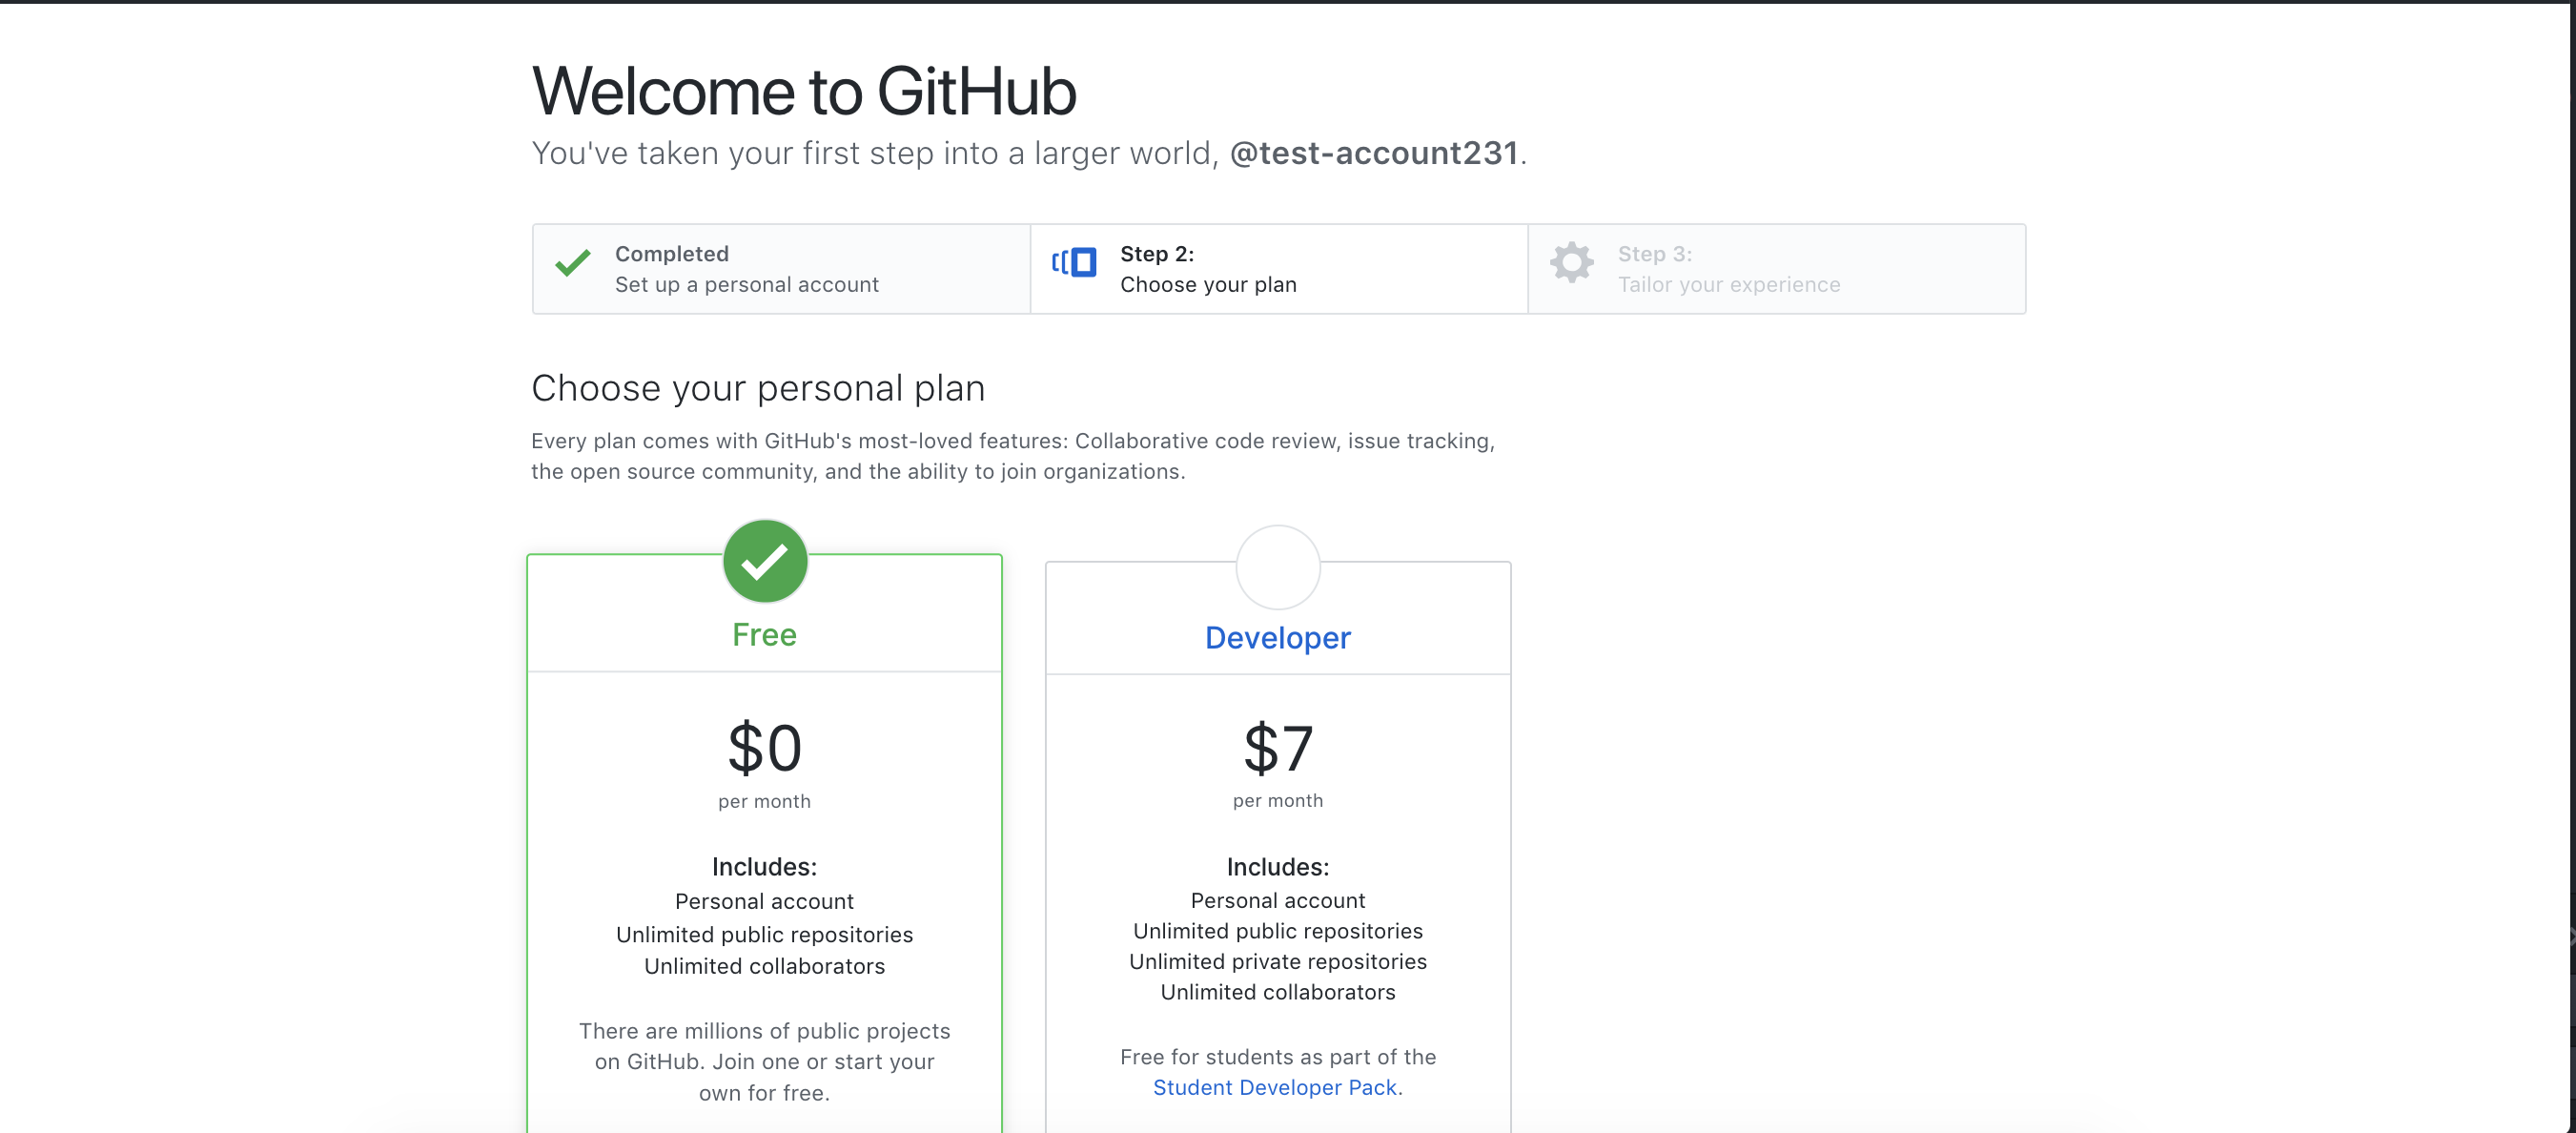 Welcome to GitHub
You've taken your first step into a larger world, @test-account231.
Completed
Set up a personal account
Step 2:
Choose your plan
Step 3:
Tailor your experience
Choose your personal plan
Every plan comes with GitHub's most-loved features: Collaborative code review, issue tracking,
the open source community, and the ability to join organizations.
Free
$0
per month
Includes:
Personal account
Unlimited public repositories
Unlimited collaborators
There are millions of public projects
on GitHub. Join one or start your
own for free.
Developer
$7
per month
Includes:
Personal account
Unlimited public repositories
Unlimited private repositories
Unlimited collaborators
Free for students as part of the
Student Developer Pack.